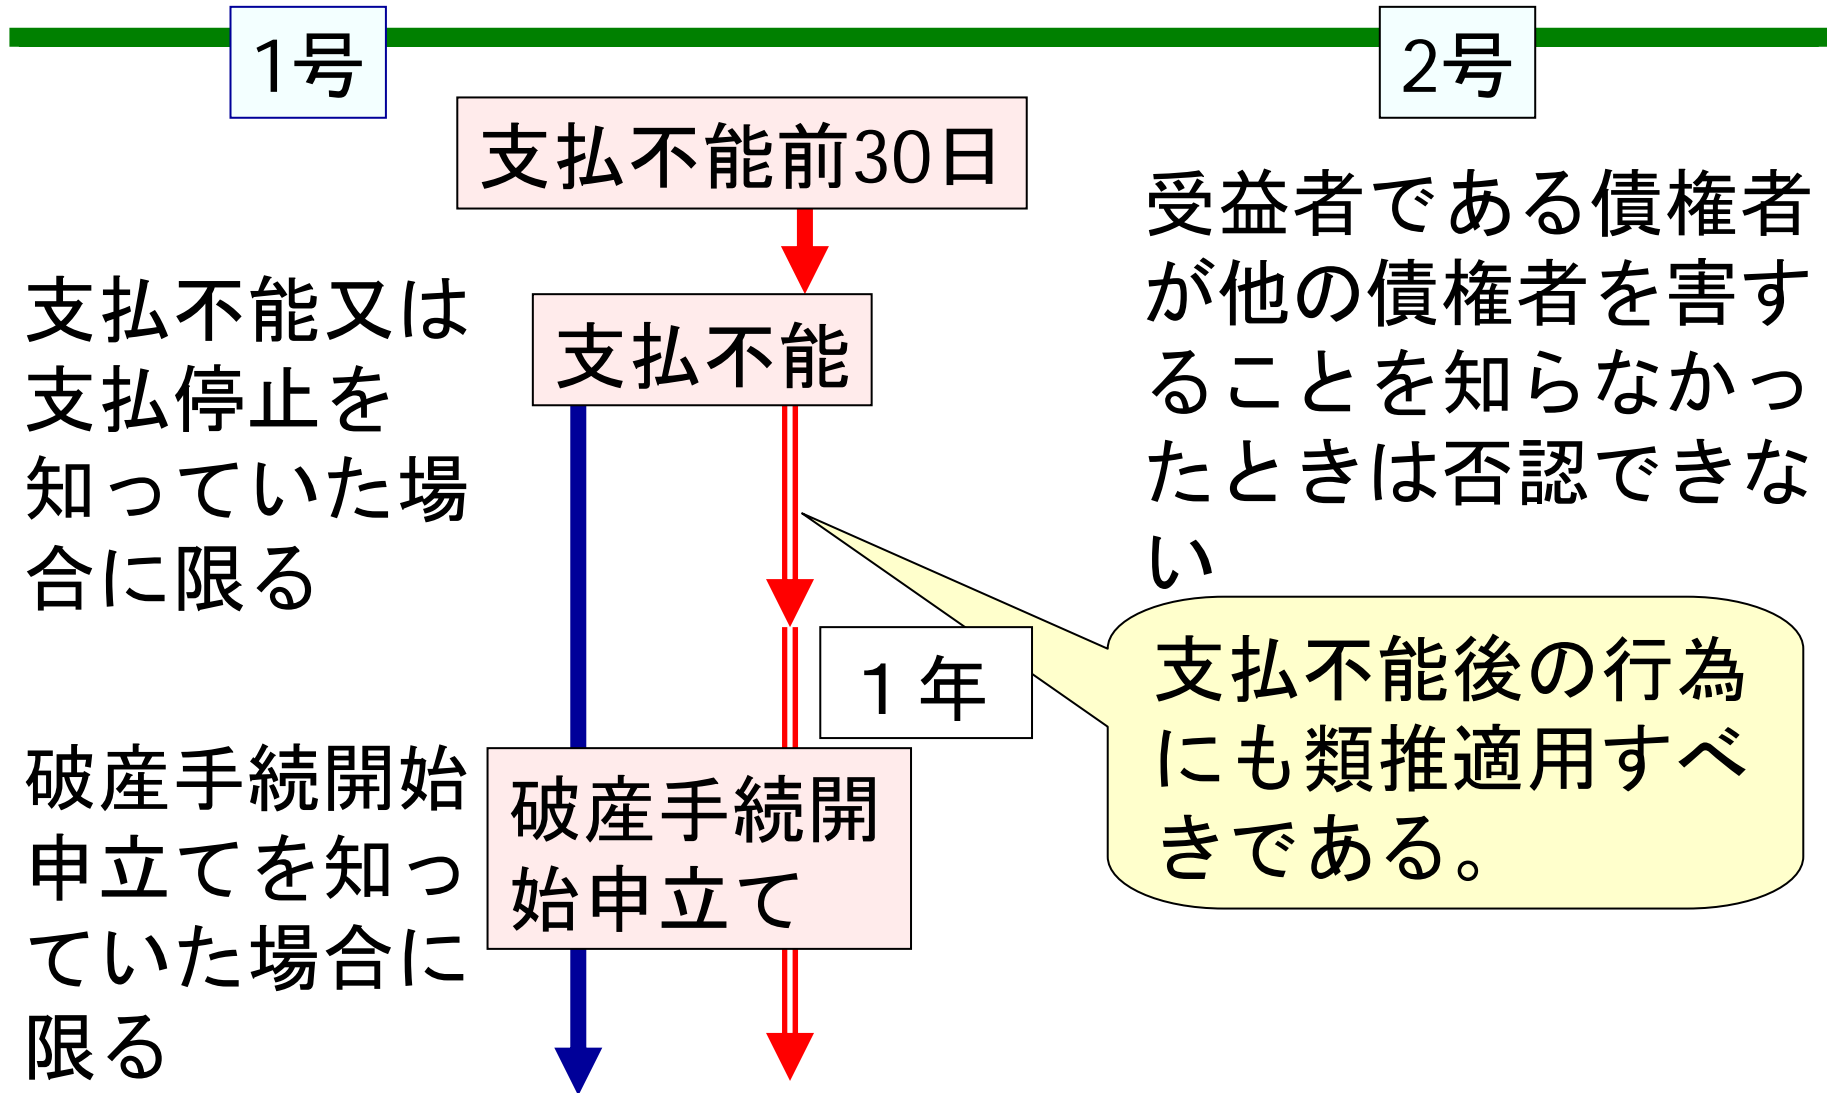 1号
2号
支払不能前30日
支払不能又は
支払停止を
知っていた場
合に限る
支払不能
受益者である債権者
が他の債権者を害す
ることを知らなかっ
たときは否認できな
い
１年
支払不能後の行為
にも類推適用すべ
きである。
破産手続開始
申立てを知っ
ていた場合に
限る
破産手続開
始申立て